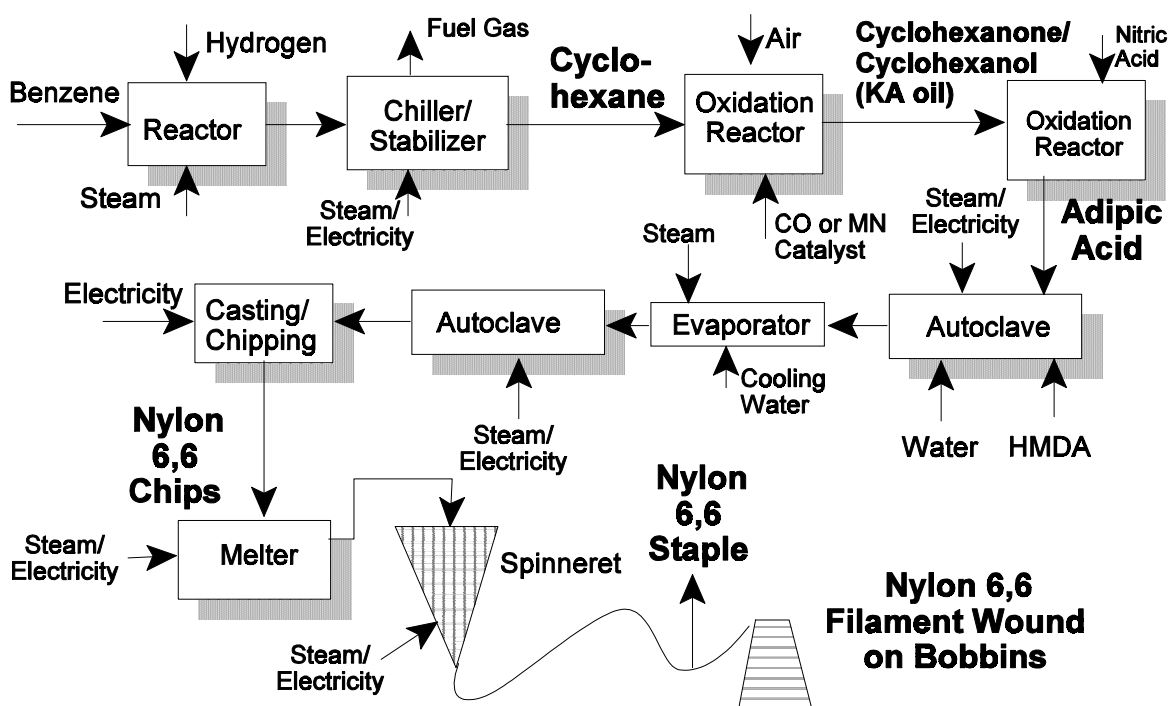 Hydrogen
Benzene
Reactor
Steam
Fuel Gas
Chiller/
Stabilizer
Steam/
Electricity
Cyclo-
hexane
Air
Oxidation
Reactor
CO or MN
Catalyst
Cyclohexanone/
Cyclohexanol
(KA oil)
Nitric
Acid
Oxidation
Reactor
Adipic
Acid
Steam/
Electricity
Autoclave
Water
HMDA
Steam
Evaporator
Cooling
Water
Autoclave
Steam/
Electricity
Electricity
Casting/
Chipping
Nylon
6,6
Chips
Steam/
Electricity
Melter
Spinneret
Steam/
Electricity
Nylon
6,6
Staple
Nylon 6,6
Filament Wound
on Bobbins